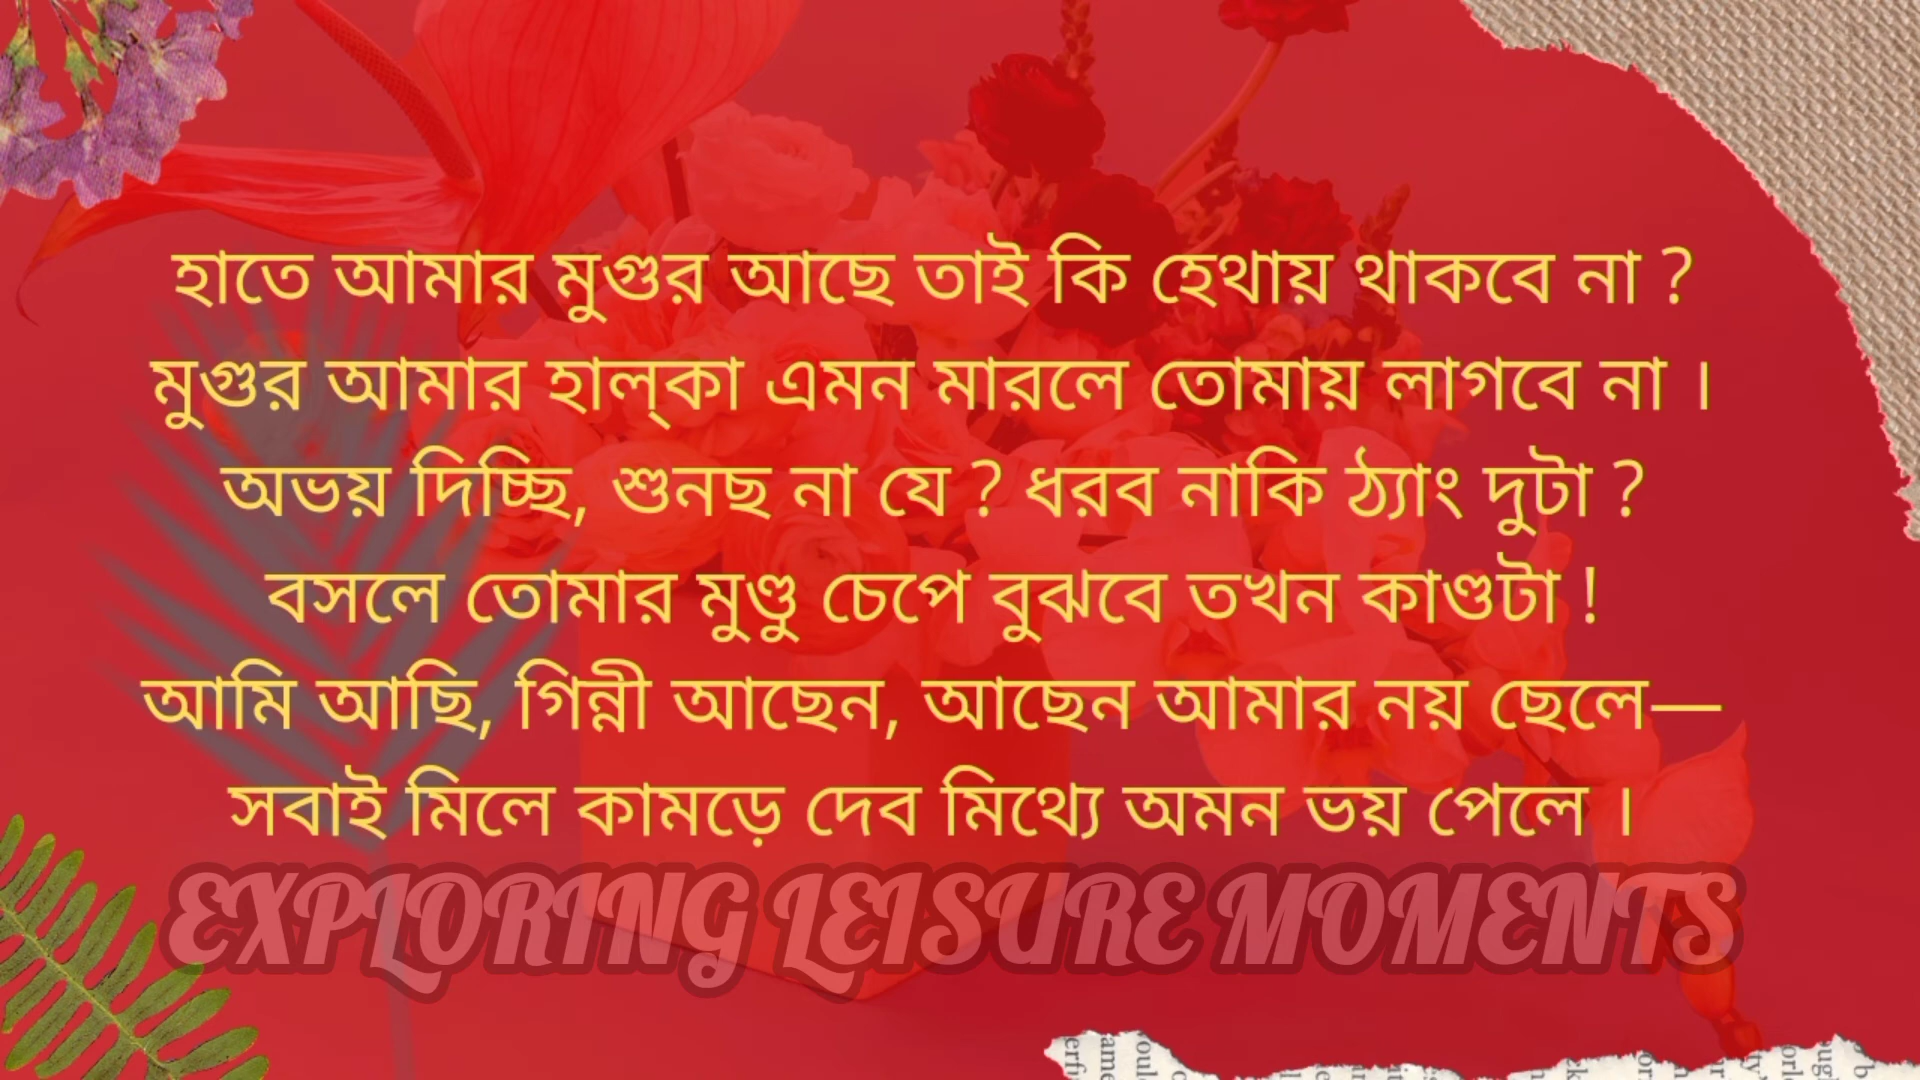 হাতে আমার মুগুর আছে তাই কি হেথায় থাকবে না ?
মুগুর আমার হাল্‌কা এমন মারলে তোমায় লাগবে না ।
অভয় দিচ্ছি, শুনছ না যে ? ধরব নাকি ঠ্যাং দুটা ?
বসলে তোমার মুণ্ডু চেপে বুঝবে তখন কাণ্ডটা !
আমি আছি, গিন্নী আছেন, আছেন আমার নয় ছেলে—
সবাই মিলে কামড়ে দেব মিথ্যে অমন ভয় পেলে ।
EXPLORING LEISURE MOMENTS